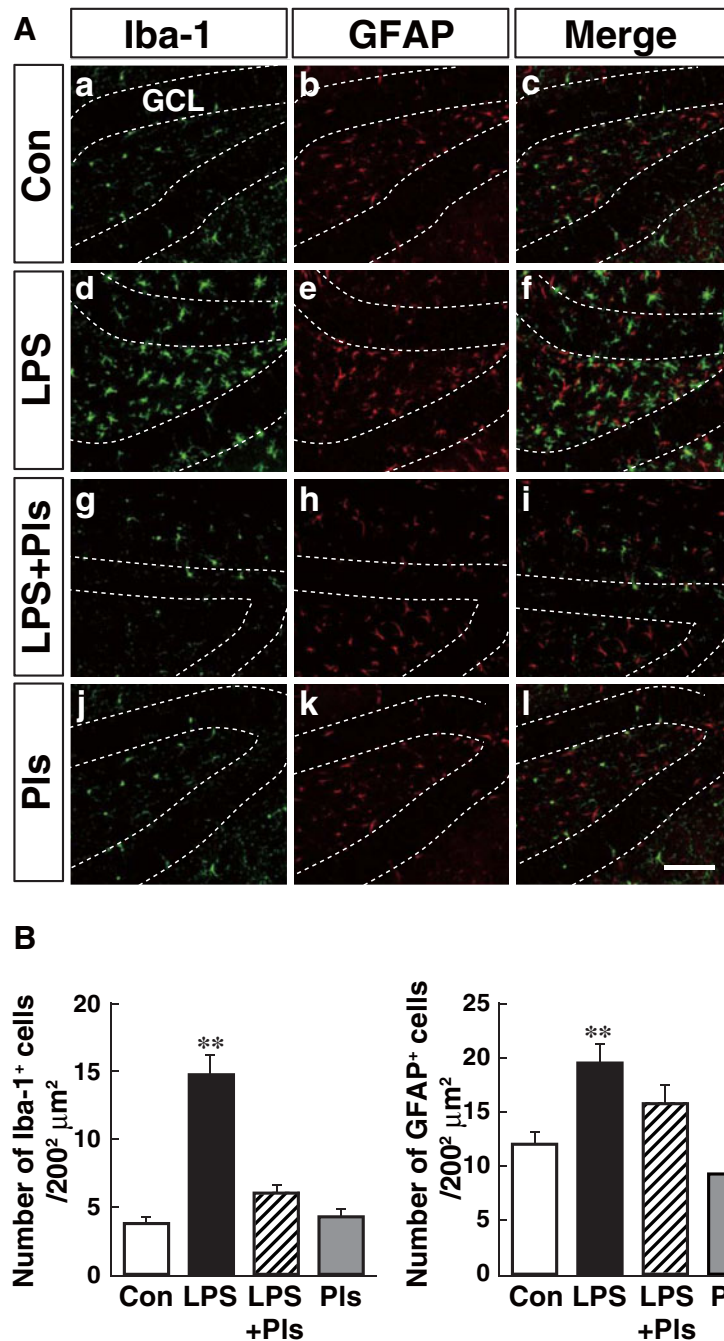 A
Iba-1
GFAP
Merge
Con
a
GCL
b
c
LPS
d
e
f
LPS+Pls
g
h
i
Pls
j
k
l
B
Number of Iba-1⁺ cells
/200² μm²
20
15
10
5
0
**
Con LPS LPS Pls
+Pls
Number of GFAP⁺ cells
/200² μm²
25
20
15
10
5
0
**
Con LPS LPS P
+Pls